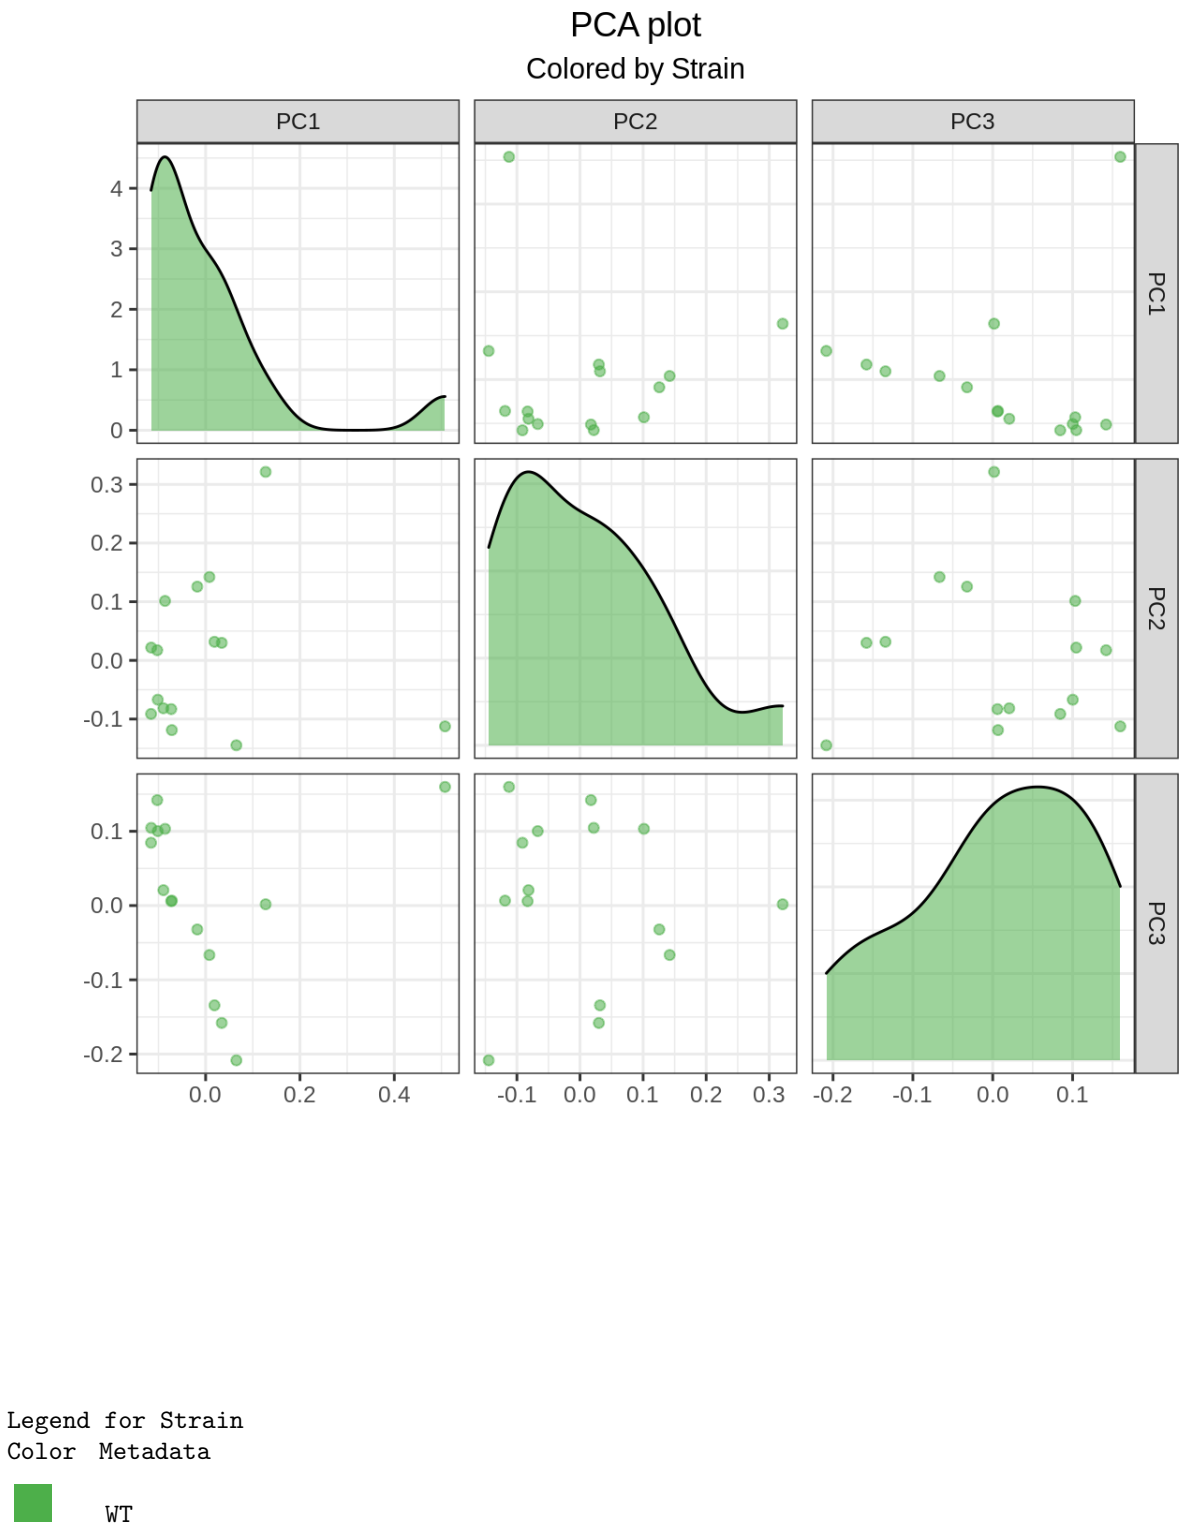 PCA plot
Colored by Strain
PC1 PC2 PC3
4
3
2
1
0
PC1
0.3
0.2
0.1
0.0
-0.1
PC2
0.1
0.0
-0.1
-0.2
PC3
0.0 0.2 0.4 -0.1 0.0 0.1 0.2 0.3 -0.2 -0.1 0.0 0.1
Legend for Strain
Color Metadata
WT